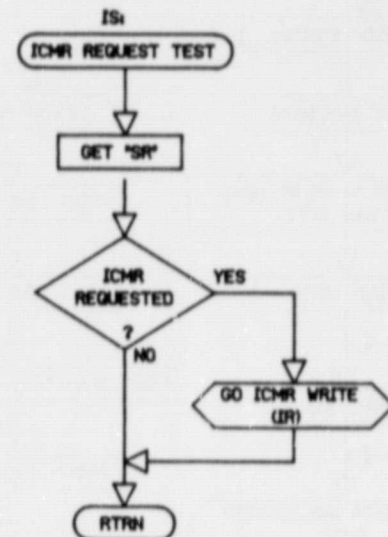 IS:
ICMR REQUEST TEST
GET "SR"
ICMR
REQUESTED
?
YES
NO
GO ICMR WRITE
(IR)
RTRN